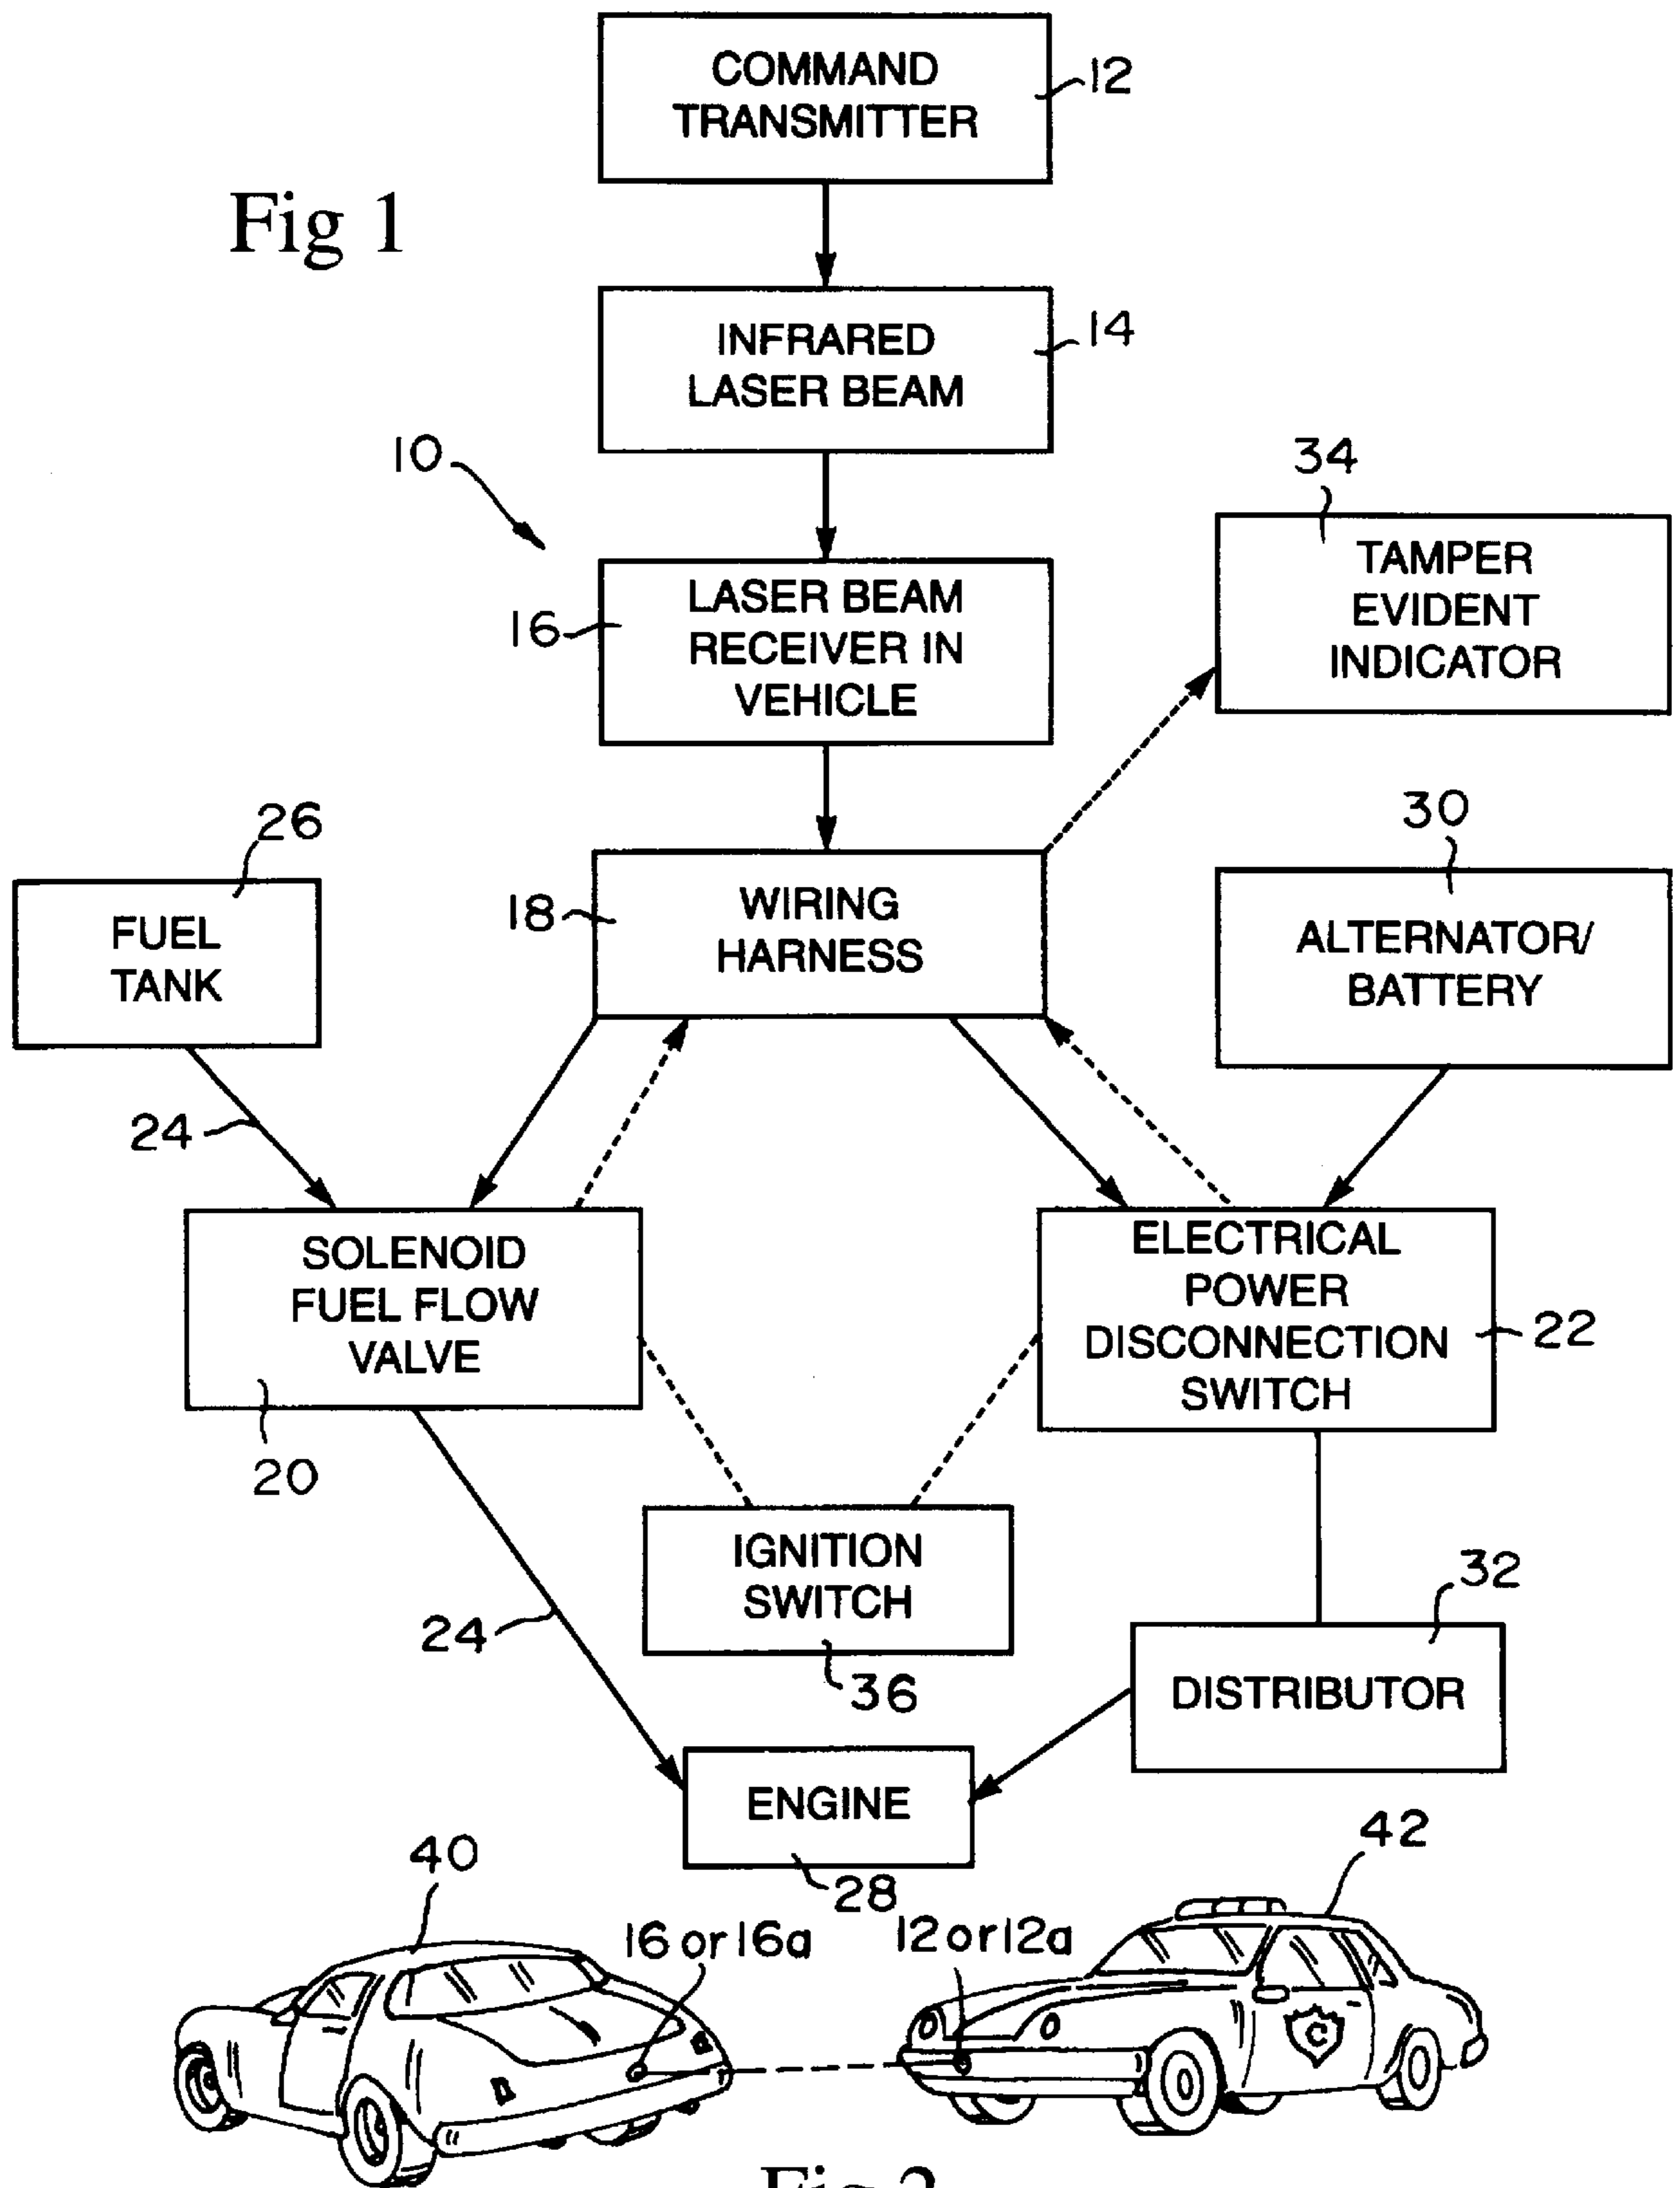 COMMAND
TRANSMITTER
12
Fig 1
INFRARED
LASER BEAM
14
10
34
TAMPER
EVIDENT
INDICATOR
LASER BEAM
RECEIVER IN
VEHICLE
16
26
30
FUEL
TANK
18
WIRING
HARNESS
ALTERNATOR/
BATTERY
24
SOLENOID
FUEL FLOW
VALVE
ELECTRICAL
POWER
DISCONNECTION
SWITCH
22
20
IGNITION
SWITCH
32
24
36
DISTRIBUTOR
ENGINE
40
42
28
16 or 16a
12 or 12a
C
Fig 2